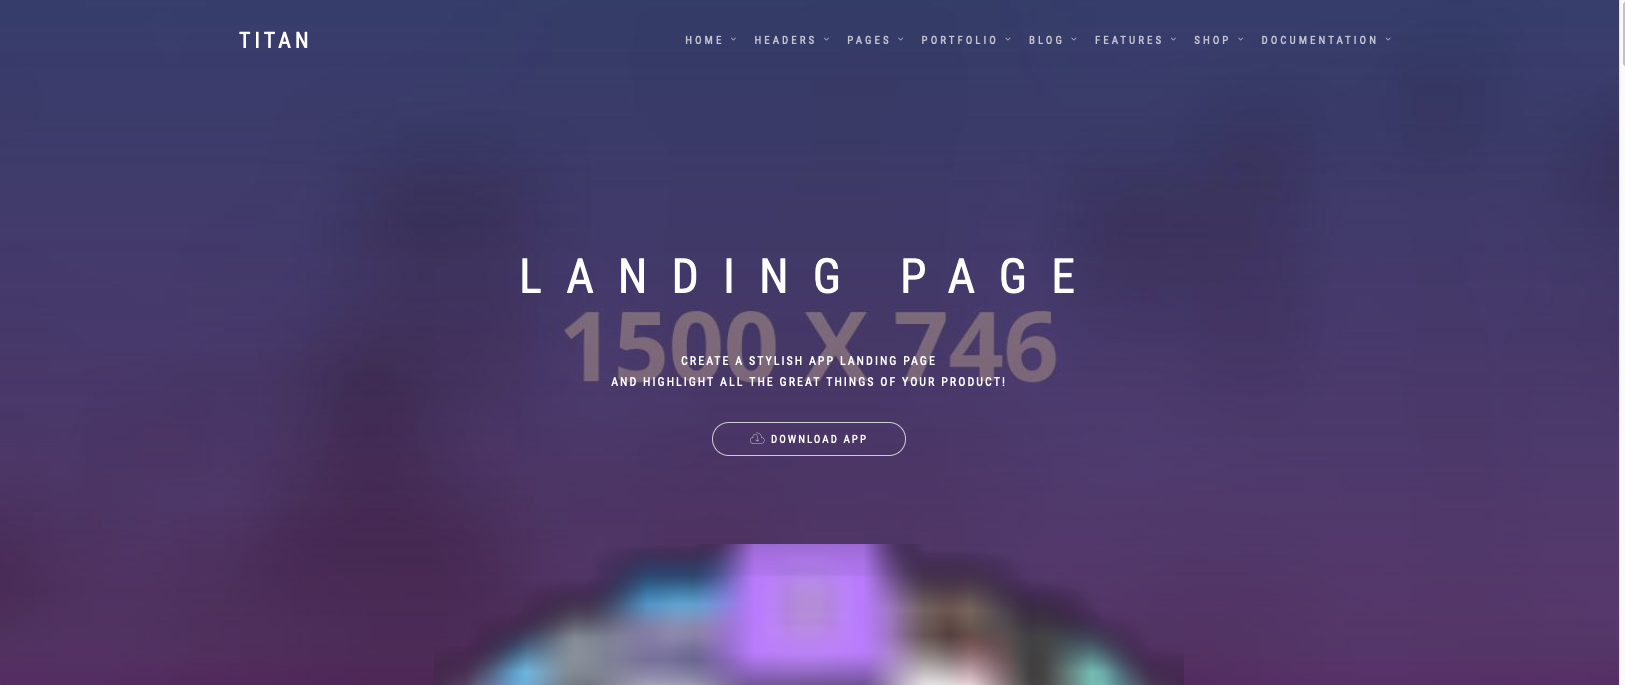 TITAN
HOME HEADERS PAGES PORTFOLIO BLOG FEATURES SHOP DOCUMENTATION
LANDING PAGE
1500 X 746
CREATE A STYLISH APP LANDING PAGE
AND HIGHLIGHT ALL THE GREAT THINGS OF YOUR PRODUCT!
DOWNLOAD APP